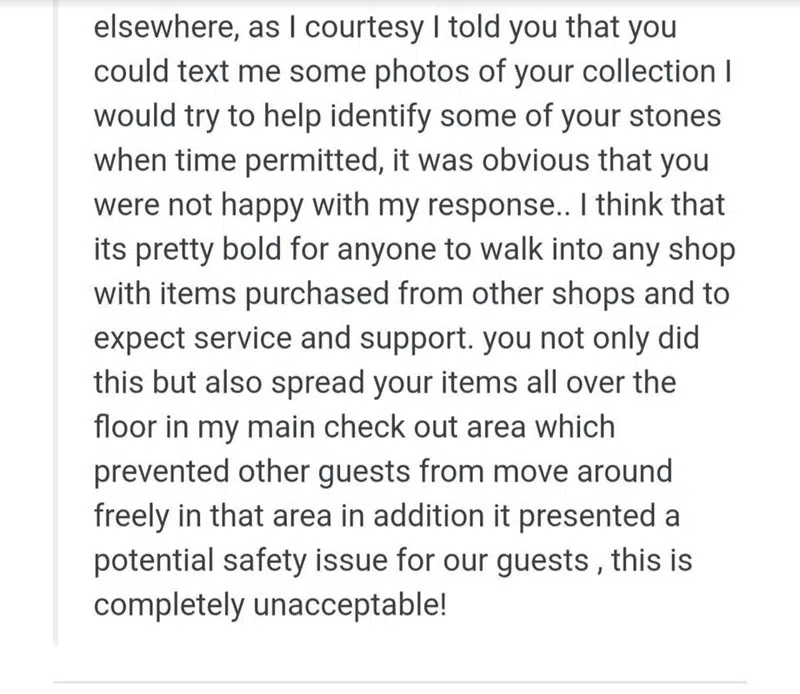 elsewhere, as I courtesy I told you that you
could text me some photos of your collection I
would try to help identify some of your stones
when time permitted, it was obvious that you
were not happy with my response.. I think that
its pretty bold for anyone to walk into any shop
with items purchased from other shops and to
expect service and support. you not only did
this but also spread your items all over the
floor in my main check out area which
prevented other guests from move around
freely in that area in addition it presented a
potential safety issue for our guests , this is
completely unacceptable!